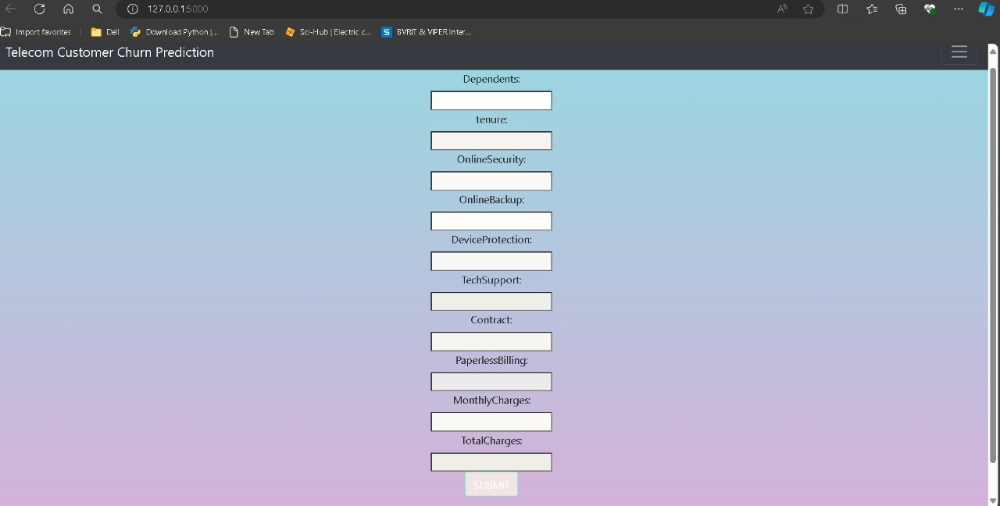 127.0.0.1:5000
Import favorites
Dell
Download Python |...
New Tab
Sci-Hub | Electric c...
BVRIT & VIPER Inter...
Telecom Customer Churn Prediction
Dependents:
tenure:
OnlineSecurity:
OnlineBackup:
DeviceProtection:
TechSupport:
Contract:
PaperlessBilling:
MonthlyCharges:
TotalCharges:
SUBMIT